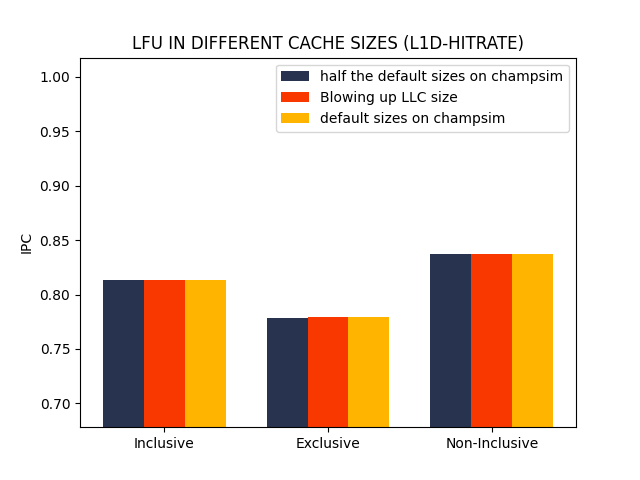 LFU IN DIFFERENT CACHE SIZES (L1D-HITRATE)
half the default sizes on champsim
Blowing up LLC size
default sizes on champsim
IPC
1.00
0.95
0.90
0.85
0.80
0.75
0.70
Inclusive
Exclusive
Non-Inclusive